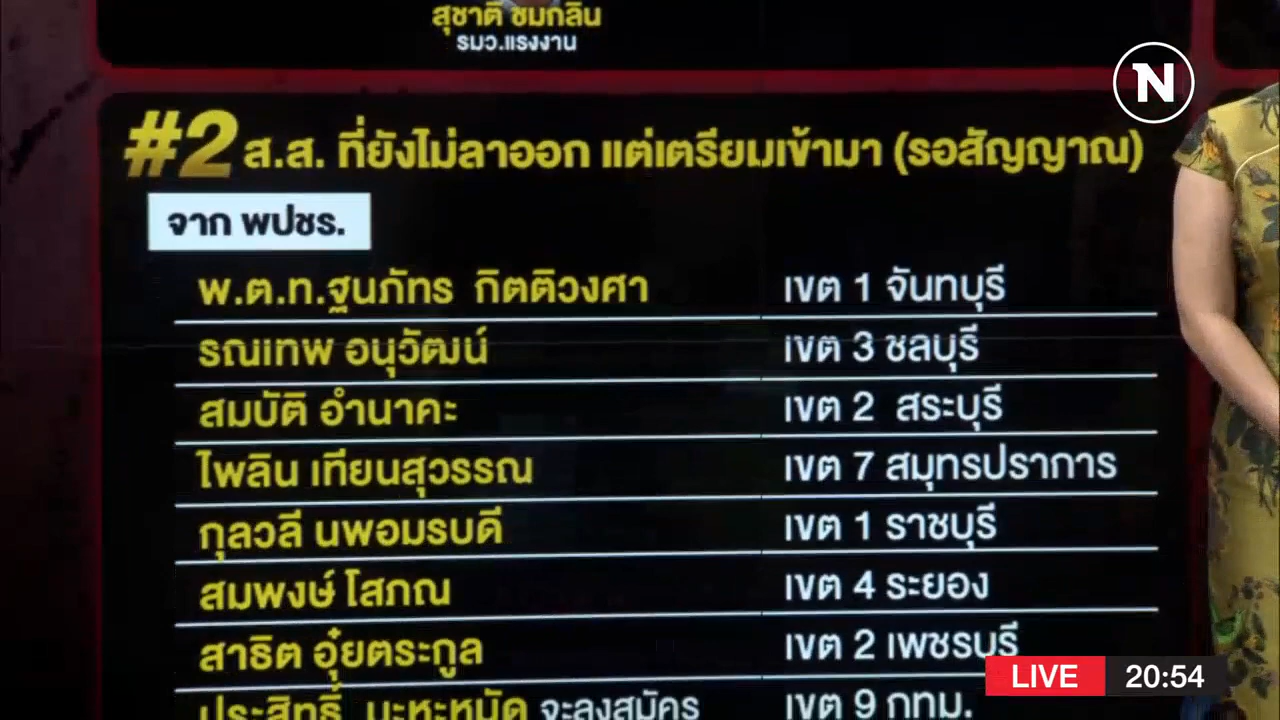 สุชาติ ชมกลิ่น
รมว.แรงงาน
N
#2 ส.ส. ที่ยังไม่ลาออก แต่เตรียมเข้ามา (รอสัญญาณ)
จาก พปชร.
พ.ต.ท.ฐนภัทร กิตติวงศา เขต 1 จันทบุรี
รณเทพ อนุวัฒน์ เขต 3 ชลบุรี
สมบัติ อำนาคะ เขต 2 สระบุรี
ไพลิน เทียนสุวรรณ เขต 7 สมุทรปราการ
กุลวลี นพอมรบดี เขต 1 ราชบุรี
สมพงษ์ โสภณ เขต 4 ระยอง
สาธิต อุ๋ยตระกูล เขต 2 เพชรบุรี
ประสิทธิ์ มะหะหมัด จะลงสมัคร เขต 9 กทม.
LIVE 20:54